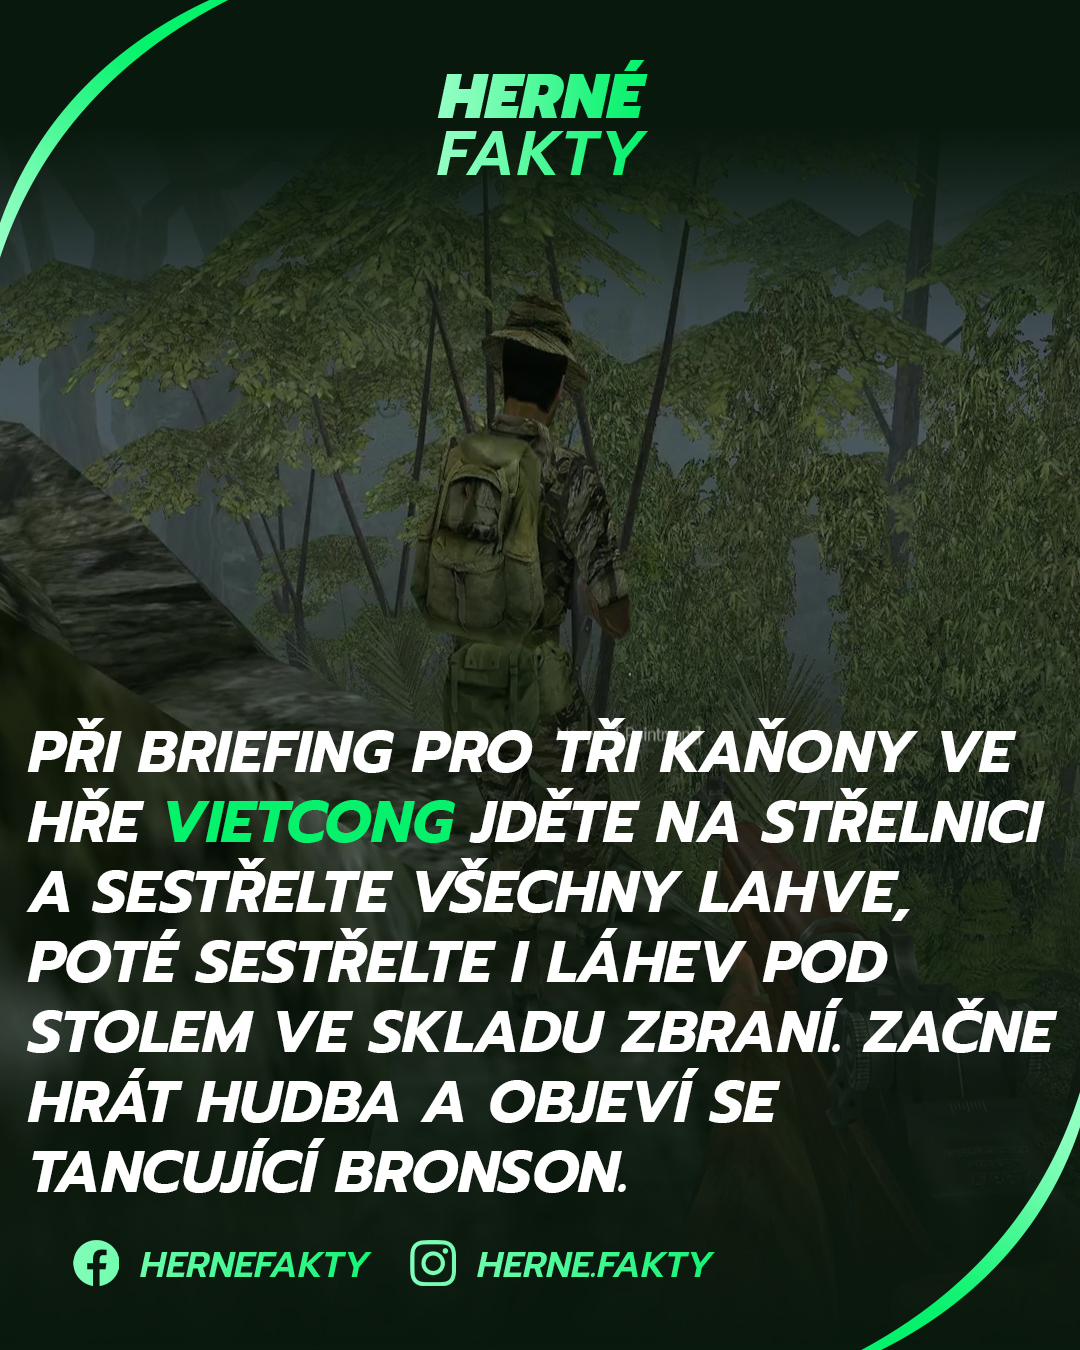 HERNÉ
FAKTY
PŘI BRIEFING PRO TŘI KAŇONY VE
HŘE VIETCONG JDĚTE NA STŘELNICI
A SESTŘELTE VŠECHNY LAHVE,
POTÉ SESTŘELTE I LÁHEV POD
STOLEM VE SKLADU ZBRANÍ. ZAČNE
HRÁT HUDBA A OBJEVÍ SE
TANCUJÍCÍ BRONSON.
HERNEFAKTY HERNE.FAKTY